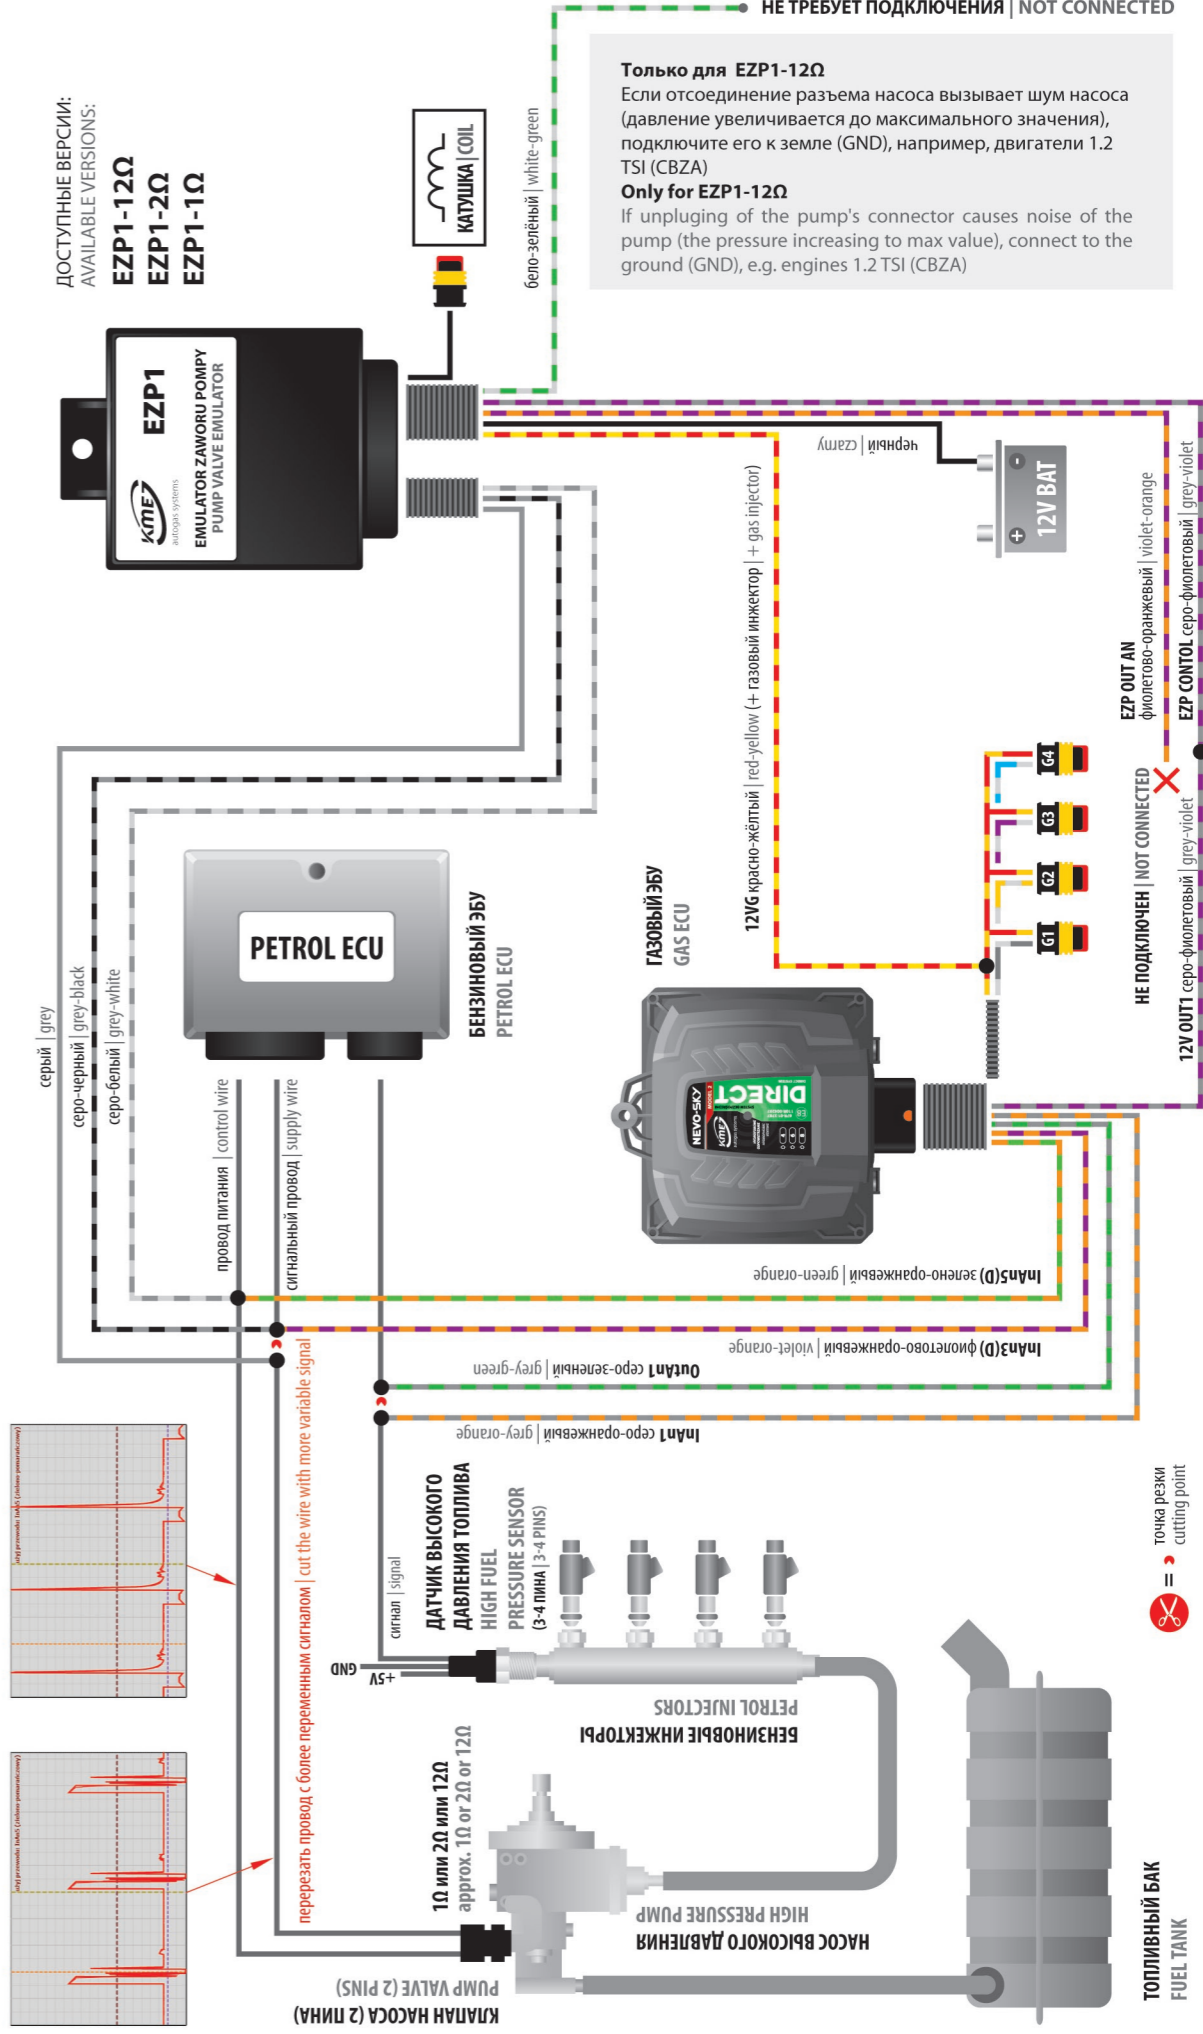 НЕ ТРЕБУЕТ ПОДКЛЮЧЕНИЯ | NOT CONNECTED
Только для EZP1-12Ω
Если отсоединение разъема насоса вызывает шум насоса
(давление увеличивается до максимального значения),
подключите его к земле (GND), например, двигатели 1.2
TSI (CBZA)
Only for EZP1-12Ω
If unpluging of the pump's connector causes noise of the
pump (the pressure increasing to max value), connect to the
ground (GND), e.g. engines 1.2 TSI (CBZA)
ДОСТУПНЫЕ ВЕРСИИ:
AVAILABLE VERSIONS:
EZP1-12Ω
EZP1-2Ω
EZP1-1Ω
КАТУШКА | COIL
бело-зелёный | white-green
KME
autogas systems
EZP1
EMULATOR ZAWORU POMPY
PUMP VALVE EMULATOR
черный | czarny
12V BAT
+
-
12VG красно-жёлтый | red-yellow (+ газовый инжектор | + gas injector)
EZP OUT AN
фиолетово-оранжевый | violet-orange
EZP CONTOL серо-фиолетовый | grey-violet
НЕ ПОДКЛЮЧЕН | NOT CONNECTED
12V OUT1 серо-фиолетовый | grey-violet
G1
G2
G3
G4
серый | grey
серо-черный | grey-black
серо-белый | grey-white
PETROL ECU
БЕНЗИНОВЫЙ ЭБУ
PETROL ECU
ГАЗОВЫЙ ЭБУ
GAS ECU
NEVO-SKY
DIRECT
KME
провод питания | control wire
сигнальный провод | supply wire
InAn5(D) зелено-оранжевый | green-orange
InAn3(D) фиолетово-оранжевый | violet-orange
OutAn1 серо-зеленый | grey-green
InAn1 серо-оранжевый | grey-orange
перерезать провод с более переменным сигналом | cut the wire with more variable signal
сигнал | signal
GND
+5V
ДАТЧИК ВЫСОКОГО
ДАВЛЕНИЯ ТОПЛИВА
HIGH FUEL
PRESSURE SENSOR
(3-4 ПИНА | 3-4 PINS)
БЕНЗИНОВЫЕ ИНЖЕКТОРЫ
PETROL INJECTORS
1Ω или 2Ω или 12Ω
approx. 1Ω or 2Ω or 12Ω
КЛАПАН НАСОСА (2 ПИНА)
PUMP VALVE (2 PINS)
НАСОС ВЫСОКОГО ДАВЛЕНИЯ
HIGH PRESSURE PUMP
ТОПЛИВНЫЙ БАК
FUEL TANK
= точка резки
cutting point